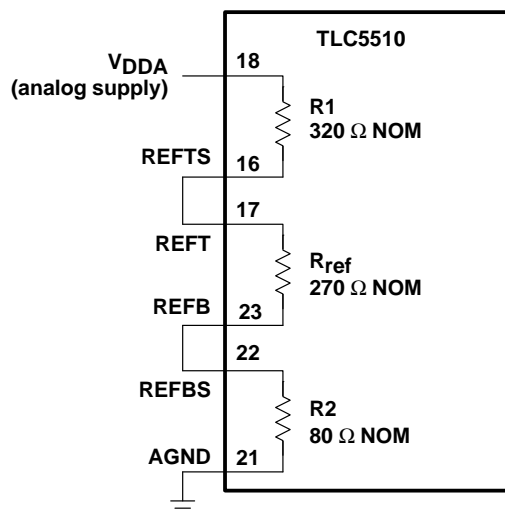 TLC5510
VDDA
(analog supply)
18
R1
320 Ω NOM
REFTS
16
17
REFT
Rref
270 Ω NOM
REFB
23
22
REFBS
R2
80 Ω NOM
AGND
21